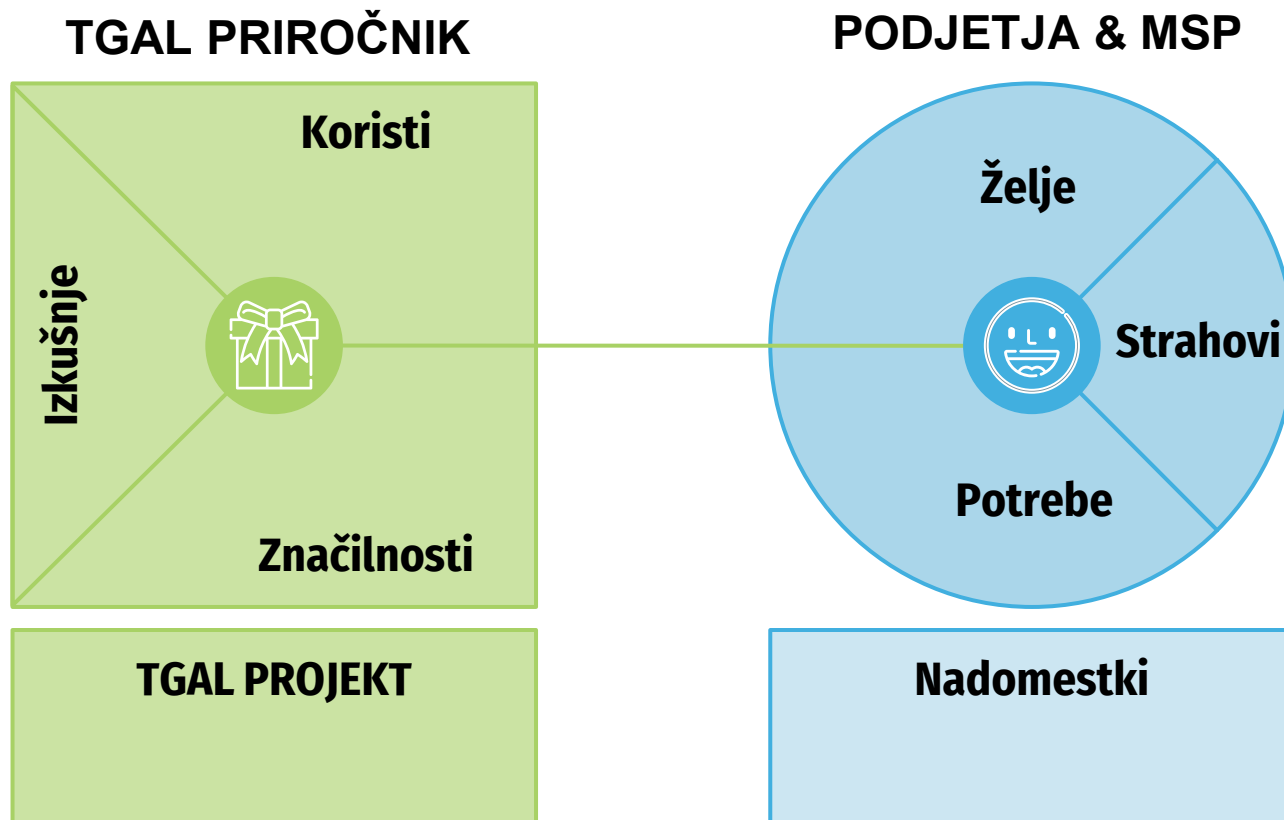 TGAL PRIROČNIK
Koristi
Izkušnje
Značilnosti
TGAL PROJEKT
PODJETJA & MSP
Želje
Strahovi
Potrebe
Nadomestki